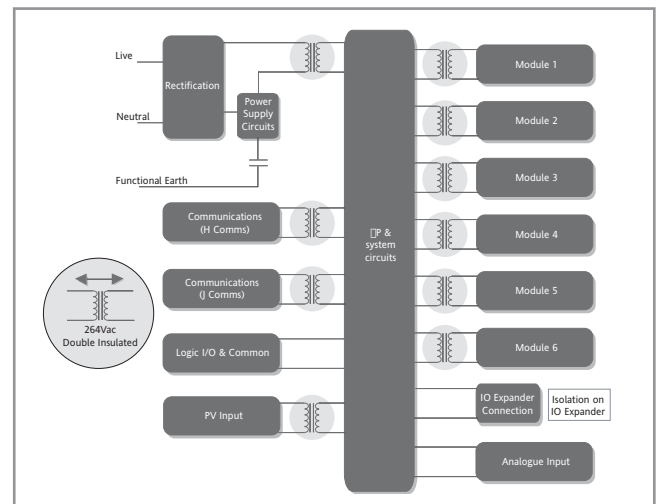 Live
Rectification
Neutral
Power
Supply
Circuits
Functional Earth
Communications
(H Comms)
Communications
(J Comms)
264Vac
Double Insulated
Logic I/O & Common
PV Input
▯P &
system
circuits
Module 1
Module 2
Module 3
Module 4
Module 5
Module 6
IO Expander
Connection
Isolation on
IO Expander
Analogue Input